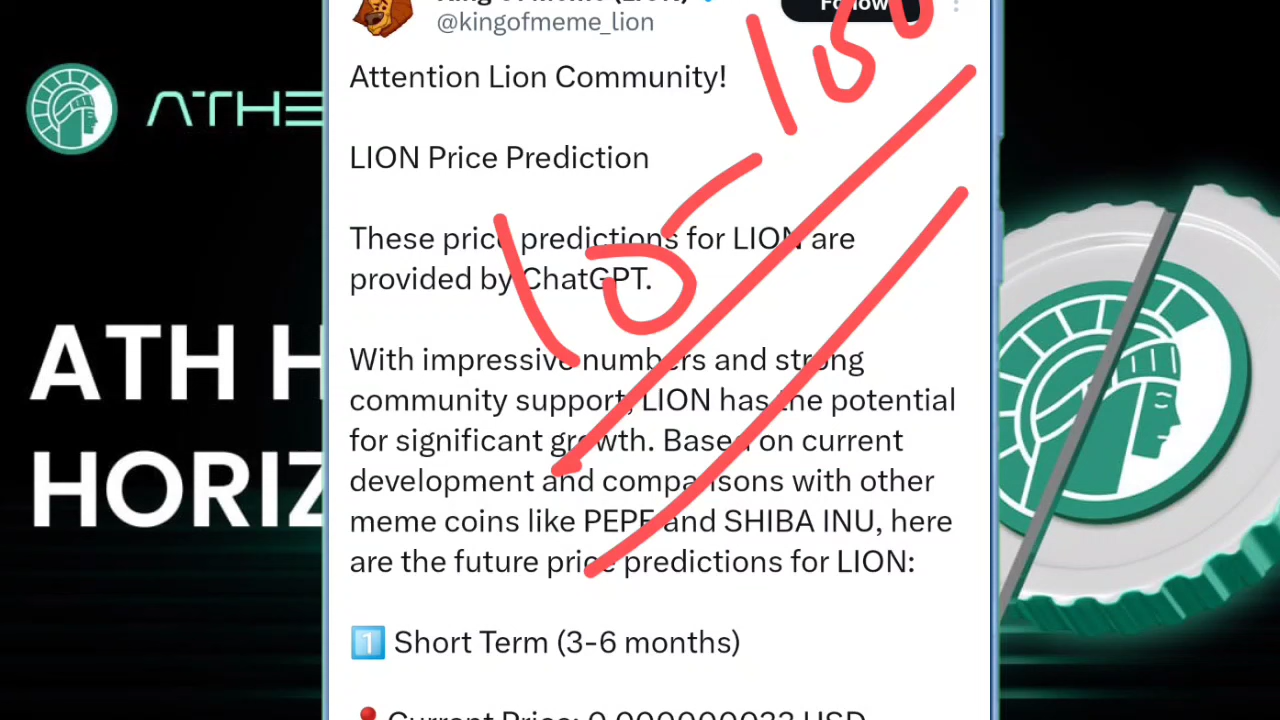 @kingofmeme_lion
Follow
Attention Lion Community!
LION Price Prediction
These price predictions for LION are
provided by ChatGPT.
With impressive numbers and strong
community support, LION has the potential
for significant growth. Based on current
development and comparisons with other
meme coins like PEPE and SHIBA INU, here
are the future price predictions for LION:
1 Short Term (3-6 months)
ATHE
ATH H
HORIZ
15
150